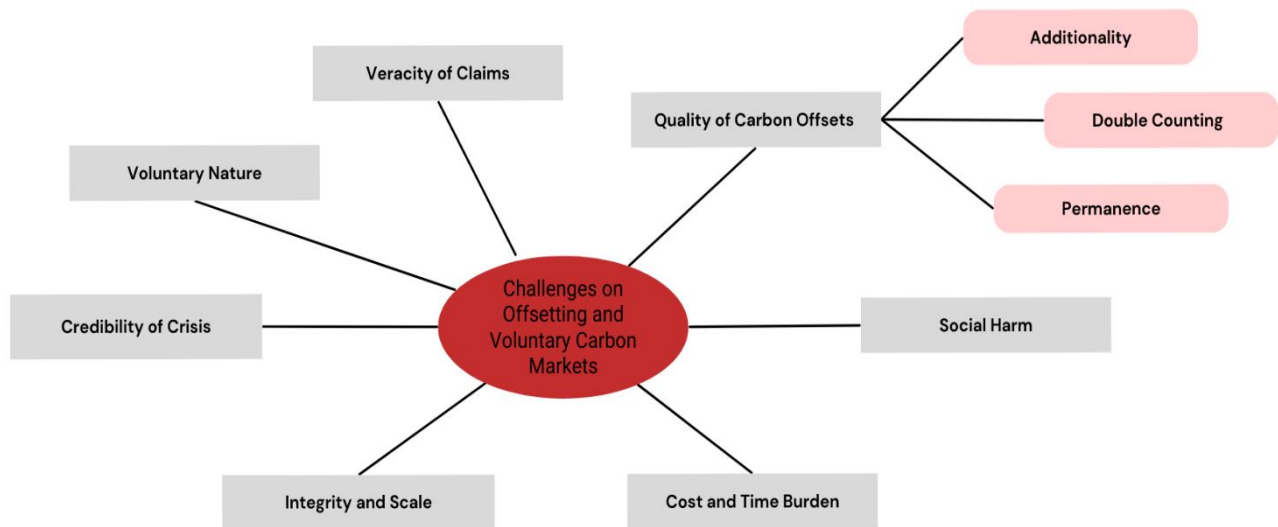 Additionality
Veracity of Claims
Quality of Carbon Offsets
Double Counting
Voluntary Nature
Permanence
Challenges on
Offsetting and
Voluntary Carbon
Markets
Credibility of Crisis
Social Harm
Integrity and Scale
Cost and Time Burden